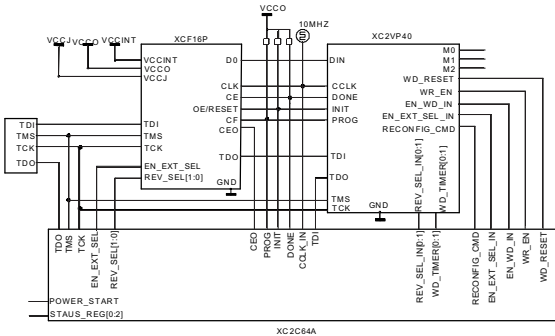 VCCO
10MHZ
VCCJ VCCO VCCINT
XCF16P
XC2VP40
VCCINT
VCCO
VCCJ
D0
DIN
M0
M1
M2
CLK
CE
OE/RESET
CF
CEO
CCLK
DONE
INIT
PROG
WD_RESET
WR_EN
EN_WD_IN
EN_EXT_SEL_IN
RECONFIG_CMD
TDI
TMS
TCK
TDO
TDI
TMS
TCK
EN_EXT_SEL
REV_SEL[1:0]
TDO
GND
TDI
TDO
TMS
TCK
GND
REV_SEL_IN[0:1]
WD_TIMER[0:1]
TDO
TMS
TCK
EN_EXT_SEL
REV_SEL[1:0]
CEO
PROG
INIT
DONE
CCLK_IN
TDI
REV_SEL_IN[0:1]
WD_TIMER[0:1]
RECONFIG_CMD
EN_EXT_SEL_IN
EN_WD_IN
WR_EN
WD_RESET
POWER_START
STAUS_REG[0:2]
XC2C64A